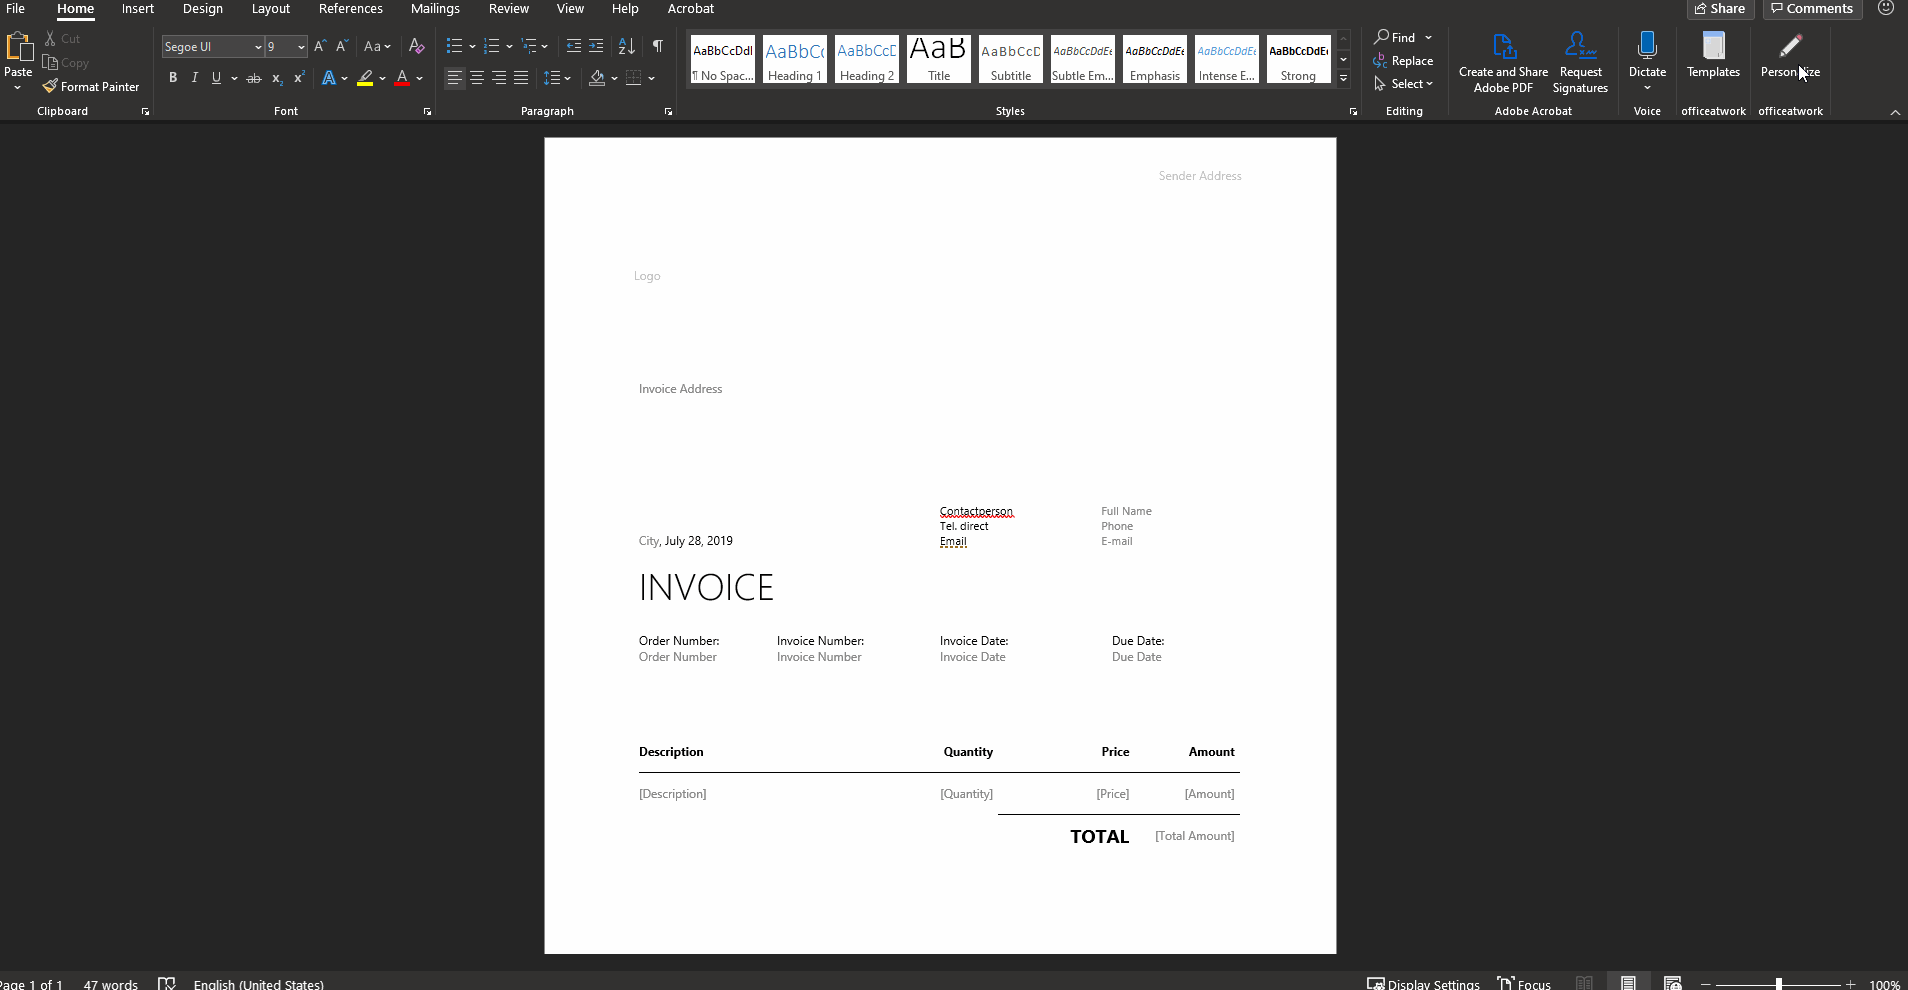 File Home Insert Design Layout References Mailings Review View Help Acrobat Share Comments
Paste Cut Copy Format Painter Clipboard
Segoe UI 9 Aa
B I U ab x₂ x² A A
Font
Paragraph
AaBbCcDdI AaBbCc AaBbCcD AaB AaBbCcD AaBbCcDdEe AaBbCcDdEe AaBbCcDdEe AaBbCcDdEe
¶ No Spac... Heading 1 Heading 2 Title Subtitle Subtle Em... Emphasis Intense E... Strong
Styles
Find
Replace
Select
Editing
Create and Share Adobe PDF
Request Signatures
Adobe Acrobat
Dictate
Voice
Templates
officeatwork
officeatwork
Sender Address
Logo
Invoice Address
Contactperson Full Name
Tel. direct Phone
Email E-mail
City, July 28, 2019
INVOICE
Order Number: Invoice Number: Invoice Date: Due Date:
Order Number Invoice Number Invoice Date Due Date
Description Quantity Price Amount
[Description] [Quantity] [Price] [Amount]
TOTAL [Total Amount]
Page 1 of 1 47 words English (United States) Display Settings Focus 100%